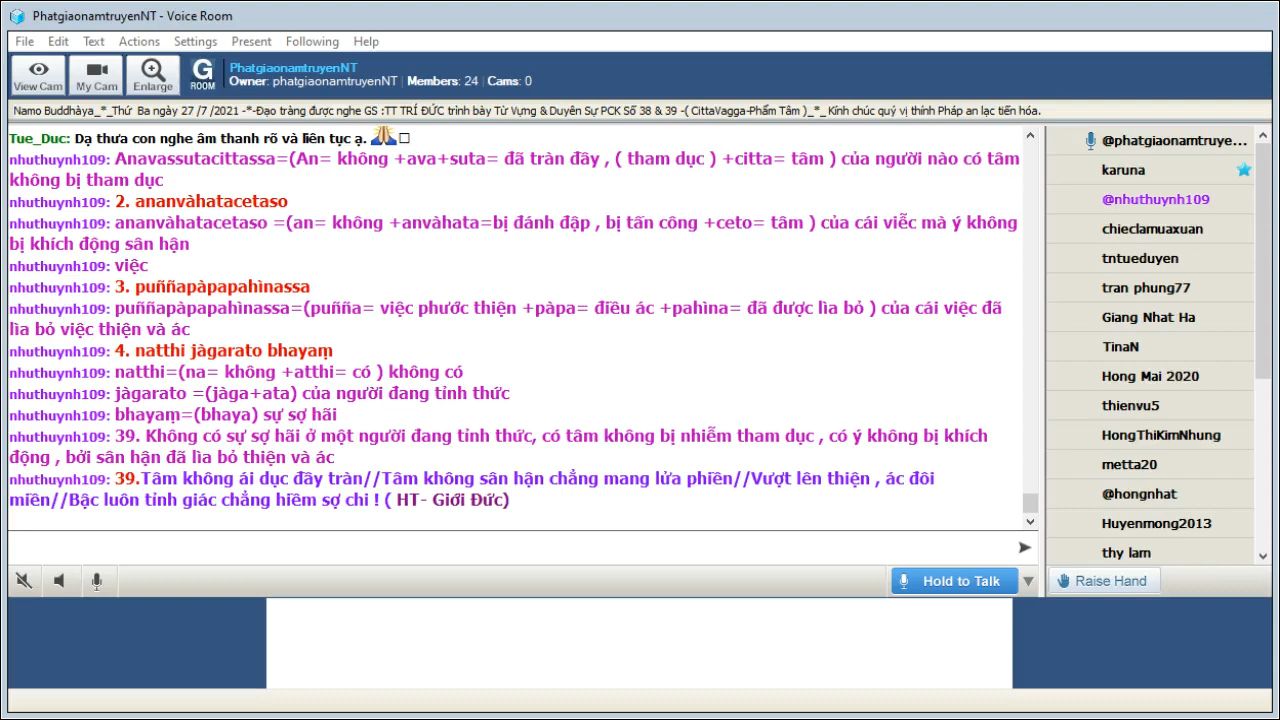 PhatgiaonamtruyenNT - Voice Room
File Edit Text Actions Settings Present Following Help
View Cam My Cam Enlarge G ROOM
PhatgiaonamtruyenNT
Owner: phatgiaonamtruyenNT | Members: 24 | Cams: 0
Namo Buddhàya_*_Thứ Ba ngày 27 /7 /2021 -*-Đạo tràng được nghe GS :TT TRÍ ĐỨC trình bày Từ Vựng & Duyên Sự PCK Số 38 & 39 -( CittaVagga-Phẩm Tâm )_*_ Kính chúc quý vị thính Pháp an lạc tiến hóa.
Tue_Duc: Dạ thưa con nghe âm thanh rõ và liên tục ạ.
nhuthuynh109: Anavassutacittassa=(An= không +ava+suta= đã tràn đầy , ( tham dục ) +citta= tâm ) của người nào có tâm
không bị tham dục
nhuthuynh109: 2. ananvàhatacetaso
nhuthuynh109: ananvàhatacetaso =(an= không +anvàhata=bị đánh đập , bị tấn công +ceto= tâm ) của cái viễc mà ý không
bị khích động sân hận
nhuthuynh109: việc
nhuthuynh109: 3. puññapàpapahìnassa
nhuthuynh109: puññapàpapahìnassa=(puñña= việc phước thiện +pàpa= điều ác +pahìna= đã được lìa bỏ ) của cái việc đã
lìa bỏ việc thiện và ác
nhuthuynh109: 4. natthi jàgarato bhayaṃ
nhuthuynh109: natthi=(na= không +atthi= có ) không có
nhuthuynh109: jàgarato =(jàga+ata) của người đang tỉnh thức
nhuthuynh109: bhayaṃ=(bhaya) sự sợ hãi
nhuthuynh109: 39. Không có sự sợ hãi ở một người đang tỉnh thức, có tâm không bị nhiễm tham dục , có ý không bị khích
động , bởi sân hận đã lìa bỏ thiện và ác
nhuthuynh109: 39.Tâm không ái dục đầy tràn//Tâm không sân hận chẳng mang lửa phiền//Vượt lên thiện , ác đôi
miền//Bậc luôn tỉnh giác chẳng hiềm sợ chi ! ( HT- Giới Đức)
@phatgiaonamtruye...
karuna
@nhuthuynh109
chieclamuaxuan
tntueduyen
tran phung77
Giang Nhat Ha
TinaN
Hong Mai 2020
thienvu5
HongThiKimNhung
metta20
@hongnhat
Huyenmong2013
thy lam
Hold to Talk
Raise Hand